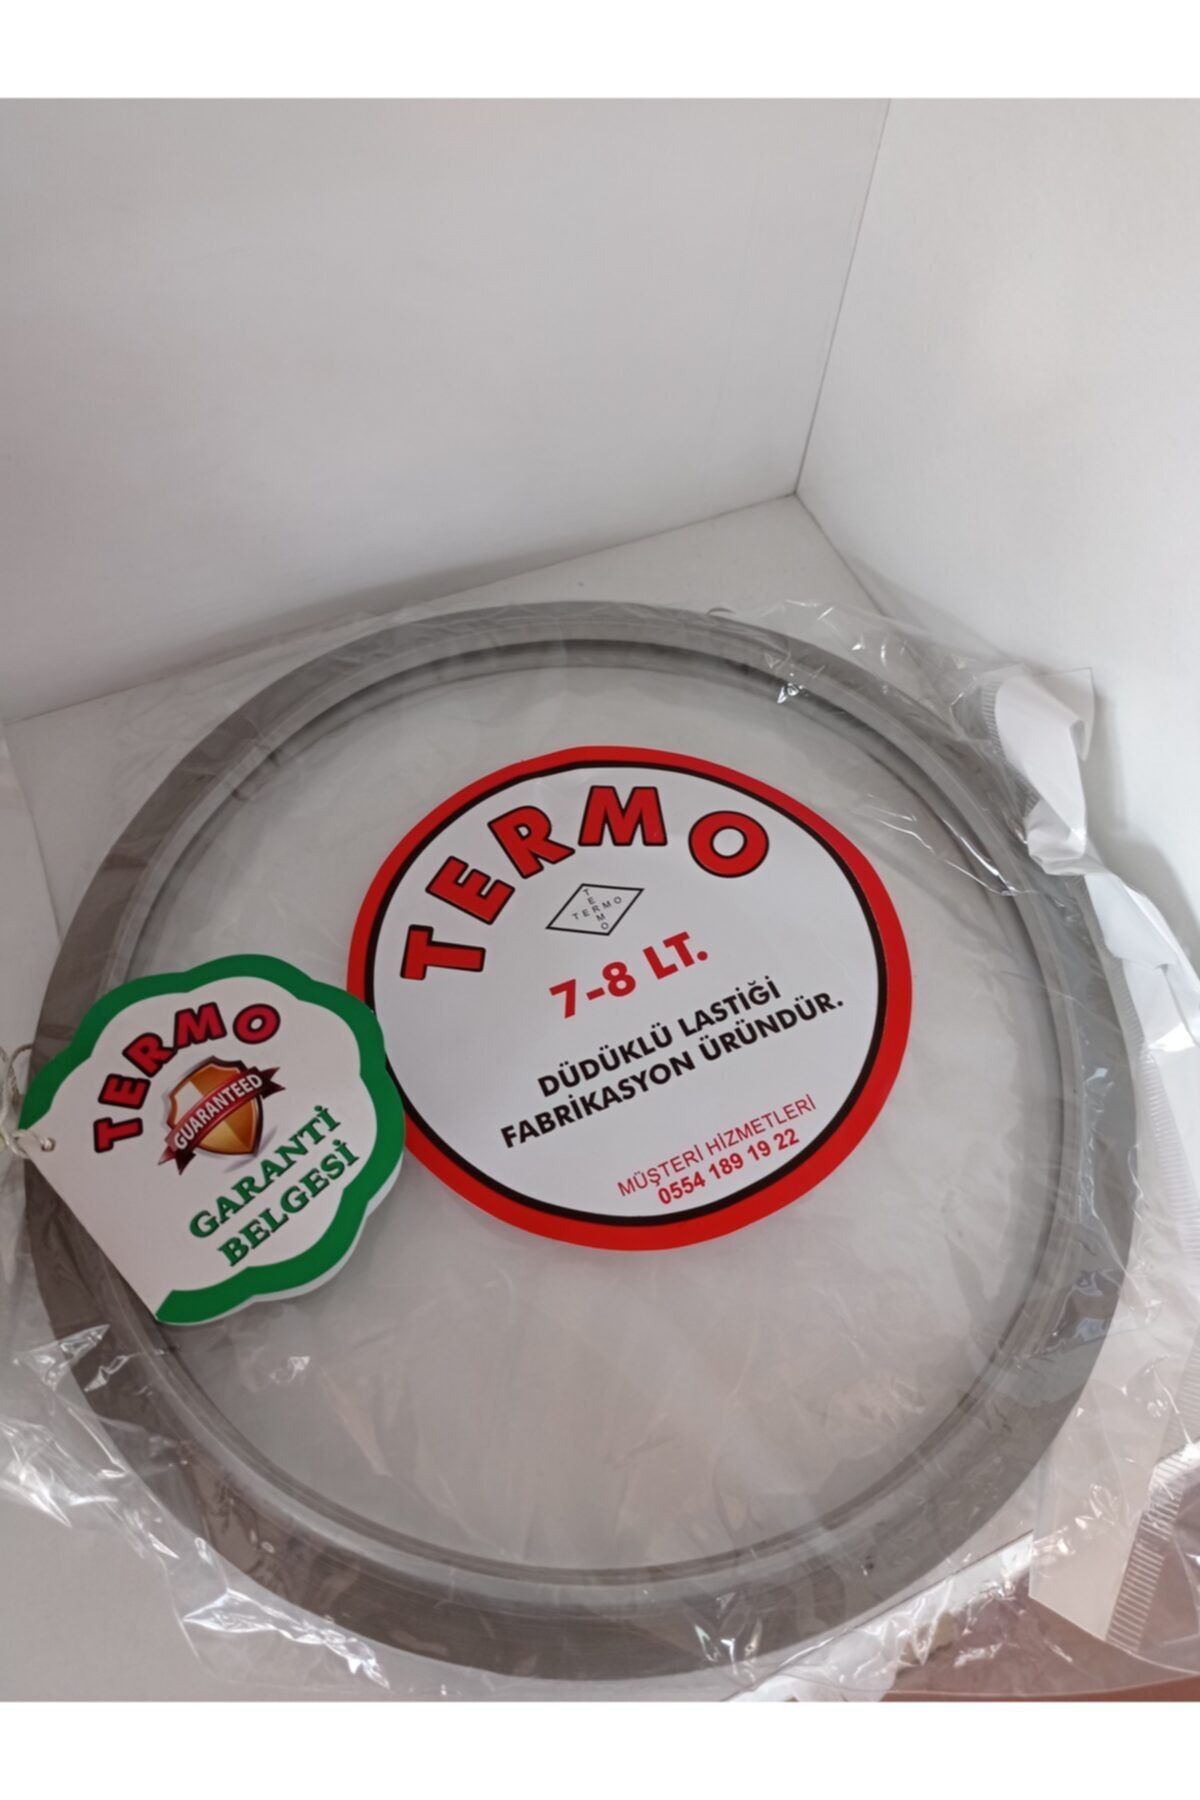 TERMO
TERMO
TERMO
7-8 LT.
DÜDÜKLÜ LASTİĞİ
FABRİKASYON ÜRÜNDÜR.
MÜŞTERİ HİZMETLERİ
0554 189 19 22
TERMO
GUARANTEED
GARANTİ
BELGESİ